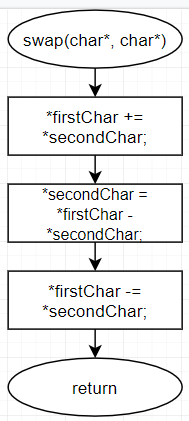 swap(char*, char*)
*firstChar +=
*secondChar;
*secondChar =
*firstChar -
*secondChar;
*firstChar -=
*secondChar;
return